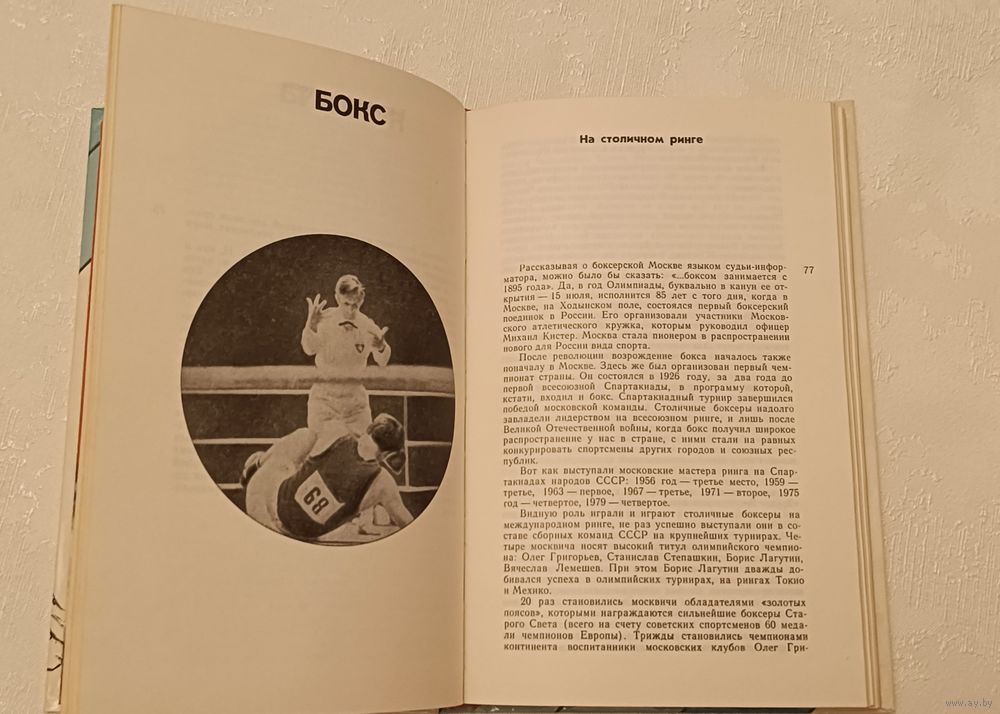 БОКС
68
На столичном ринге
77
Рассказывая о боксерской Москве языком судьи-инфор-
матора, можно было бы сказать: «...боксом занимается с
1895 года». Да, в год Олимпиады, буквально в канун ее от-
крытия — 15 июля, исполнится 85 лет с того дня, когда в
Москве, на Ходынском поле, состоялся первый боксерский
поединок в России. Его организовали участники Москов-
ского атлетического кружка, которым руководил офицер
Михаил Кистер. Москва стала пионером в распространении
нового для России вида спорта.
После революции возрождение бокса началось также
поначалу в Москве. Здесь же был организован первый чем-
пионат страны. Он состоялся в 1926 году, за два года до
первой всесоюзной Спартакиады, в программу которой,
кстати, входил и бокс. Спартакиадный турнир завершился
победой московской команды. Столичные боксеры надолго
завладели лидерством на всесоюзном ринге, и лишь после
Великой Отечественной войны, когда бокс получил широкое
распространение у нас в стране, с ними стали на равных
конкурировать спортсмены других городов и союзных рес-
публик.
Вот как выступали московские мастера ринга на Спар-
такиадах народов СССР: 1956 год — третье место, 1959 —
третье, 1963 — первое, 1967 — третье, 1971 — второе, 1975
год — четвертое, 1979 — четвертое.
Видную роль играли и играют столичные боксеры на
международном ринге, не раз успешно выступали они в со-
ставе сборных команд СССР на крупнейших турнирах. Че-
тыре москвича носят высокий титул олимпийского чемпио-
на: Олег Григорьев, Станислав Степашкин, Борис Лагутин,
Вячеслав Лемешев. При этом Борис Лагутин дважды до-
бивался успеха в олимпийских турнирах, на рингах Токио
и Мехико.
20 раз становились москвичи обладателями «золотых
поясов», которыми награждаются сильнейшие боксеры Ста-
рого Света (всего на счету советских спортсменов 60 меда-
ли чемпионов Европы). Трижды становились чемпионами
континента воспитанники московских клубов Олег Гри-
www.ay.by